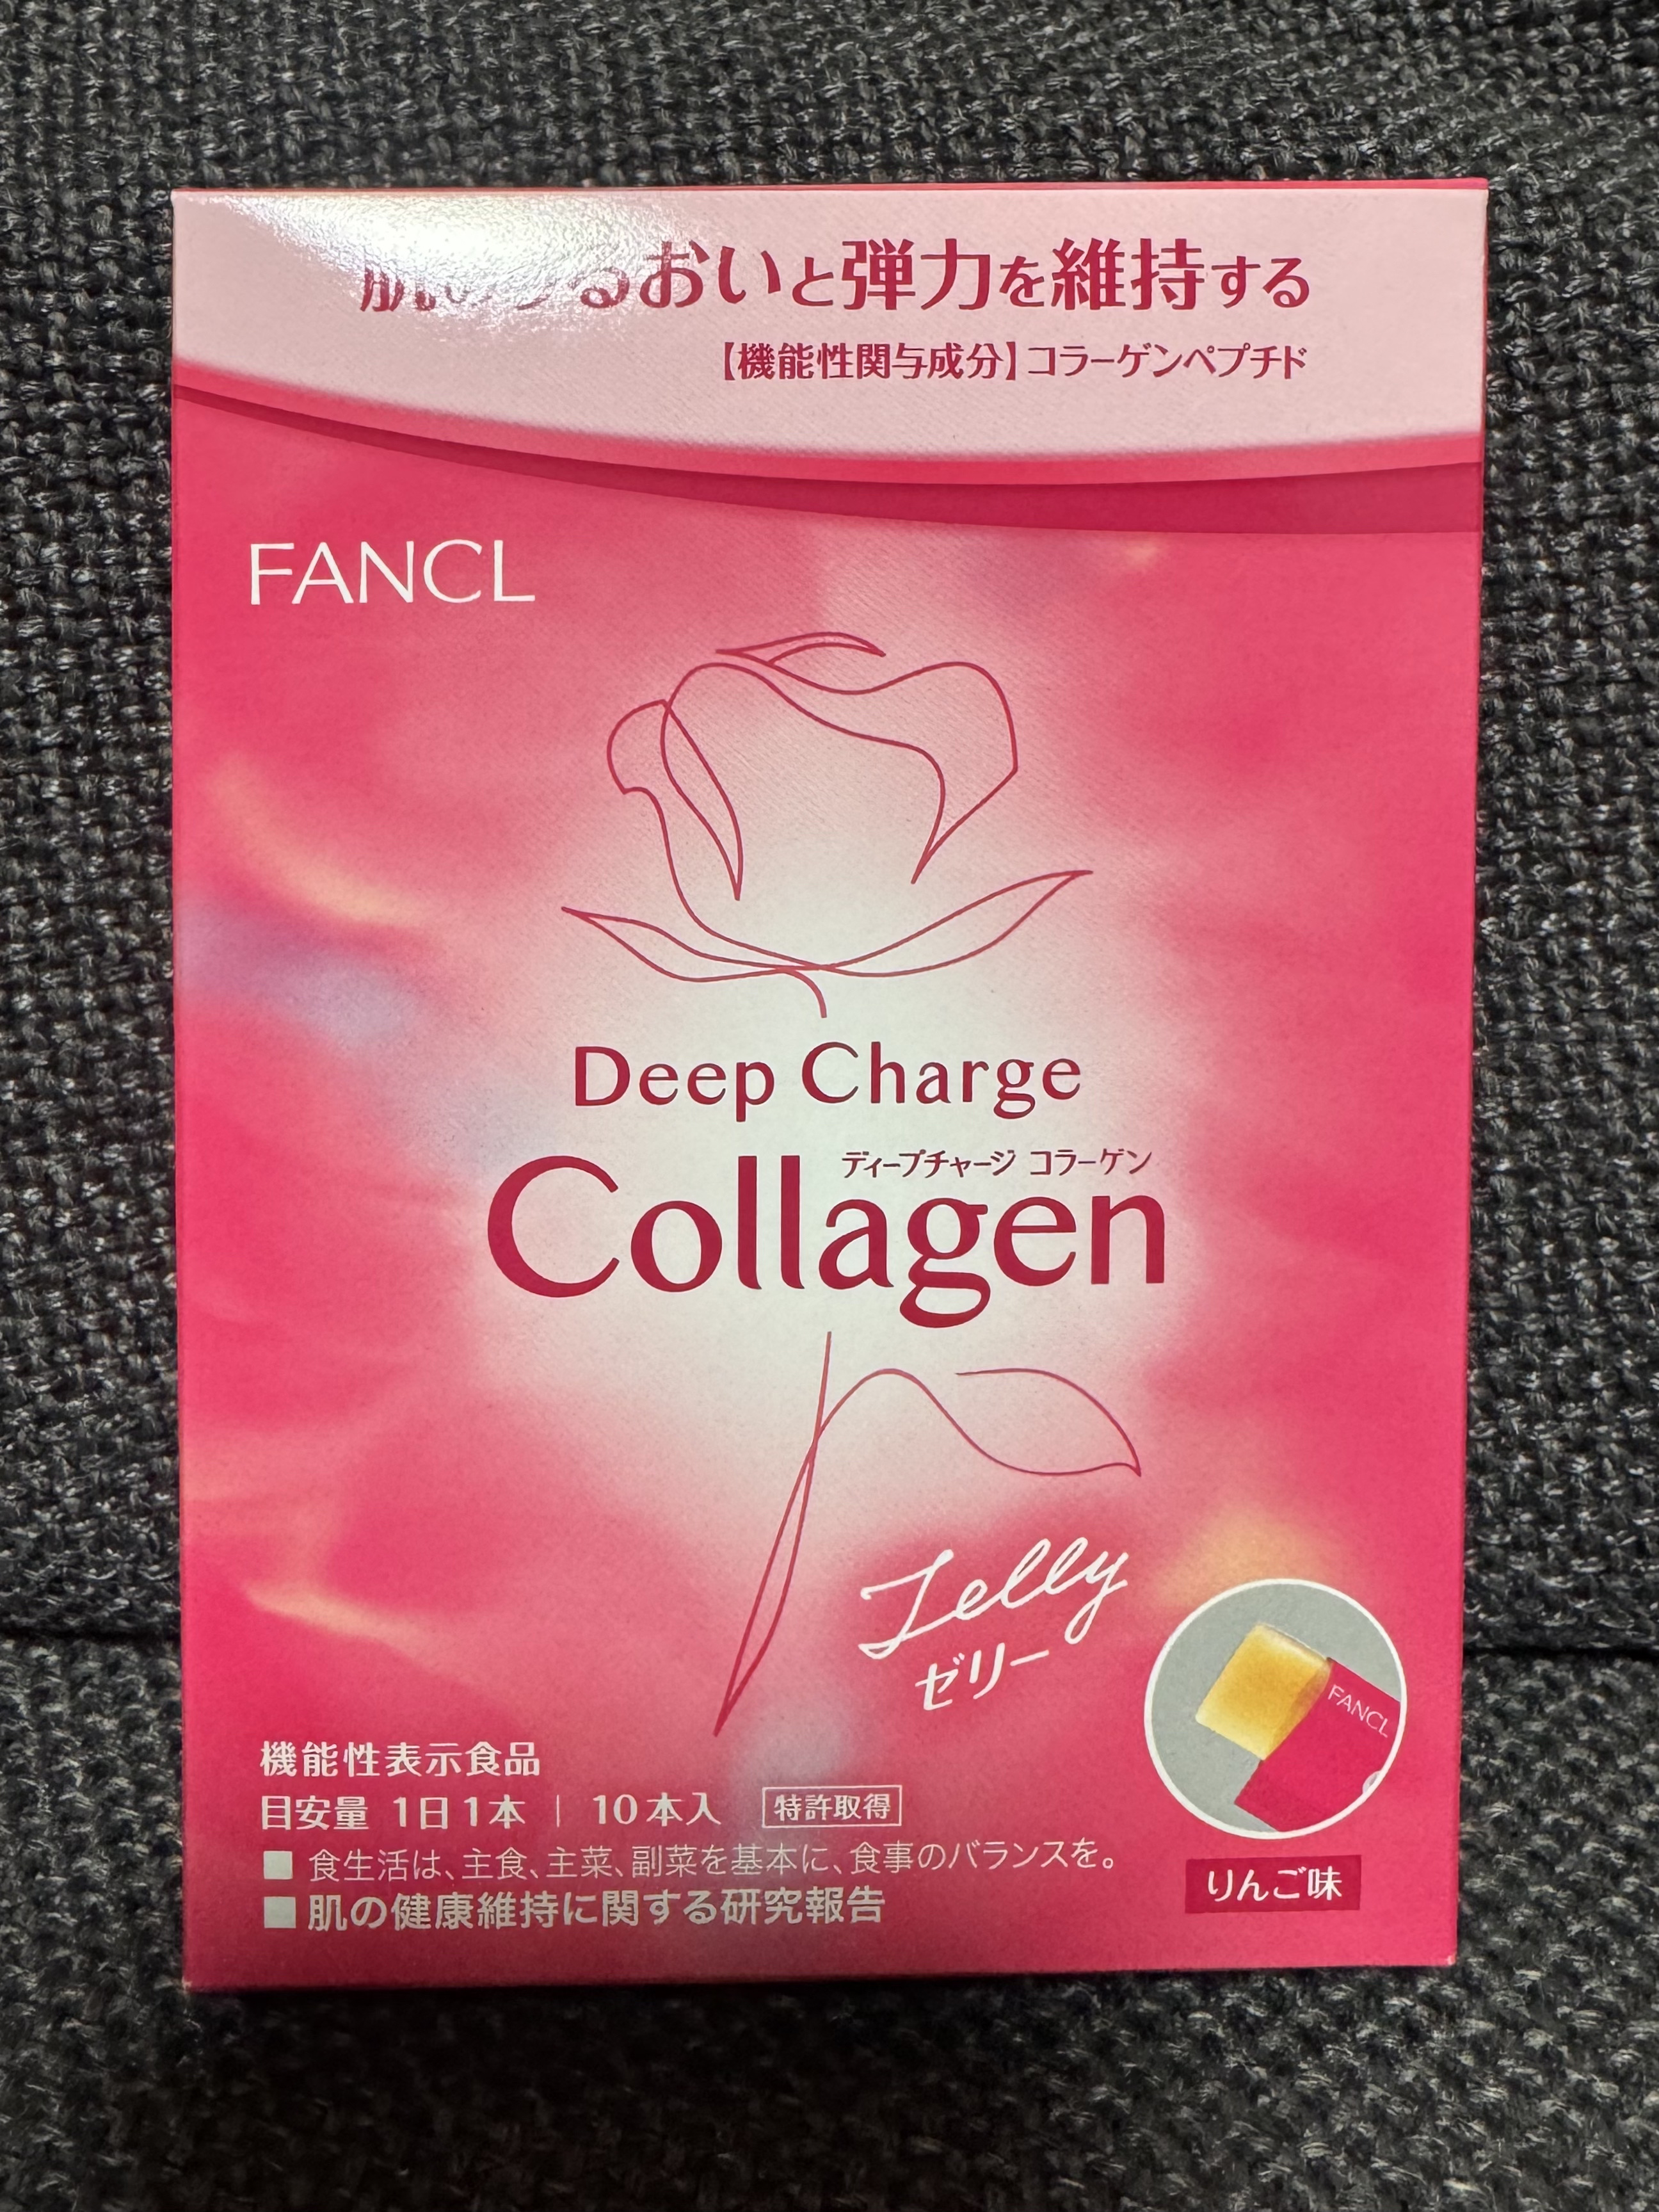 うるおいと弾力を維持する
【機能性関与成分】コラーゲンペプチド
FANCL
Deep Charge
ディープチャージ コラーゲン
Collagen
Jelly
ゼリー
FANCL
りんご味
機能性表示食品
目安量 1日1本 | 10本入 特許取得
■ 食生活は、主食、主菜、副菜を基本に、食事のバランスを。
■ 肌の健康維持に関する研究報告